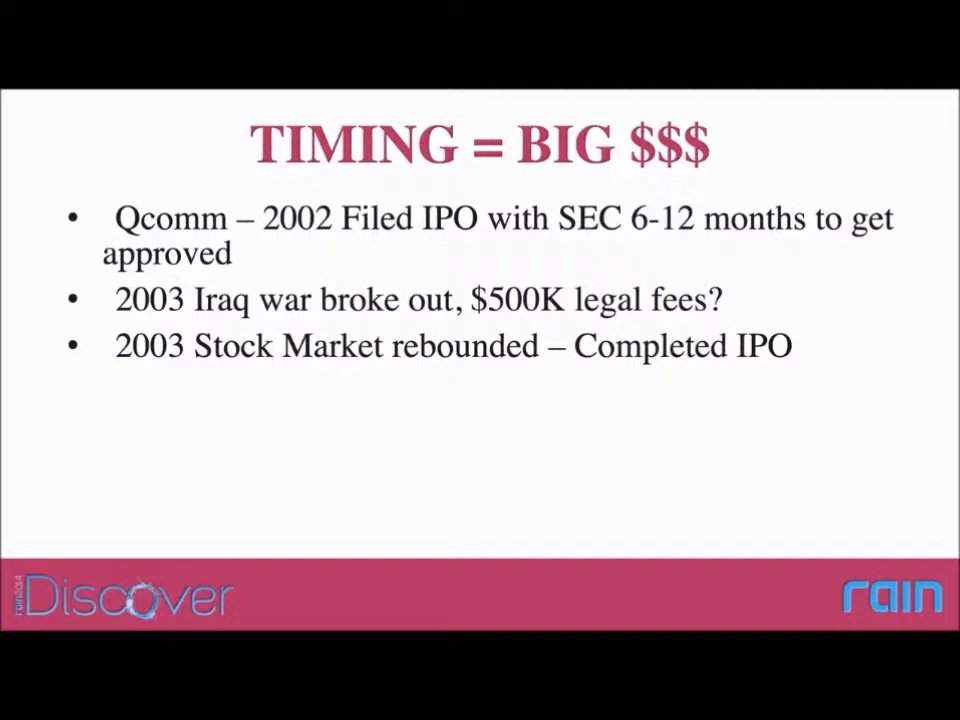 TIMING = BIG $$$
• Qcomm – 2002 Filed IPO with SEC 6-12 months to get
approved
• 2003 Iraq war broke out, $500K legal fees?
• 2003 Stock Market rebounded – Completed IPO
rain2014 Discover
rain